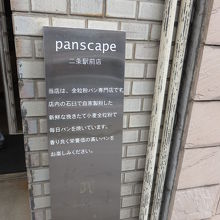 panscape
二条駅前店
当店は、全粒粉パン専門店です。
店内の石臼で自家製粉した
新鮮な挽きたて小麦全粒粉で
毎日パンを焼いています。
香り良く栄養価の高いパンを
お楽しみください。